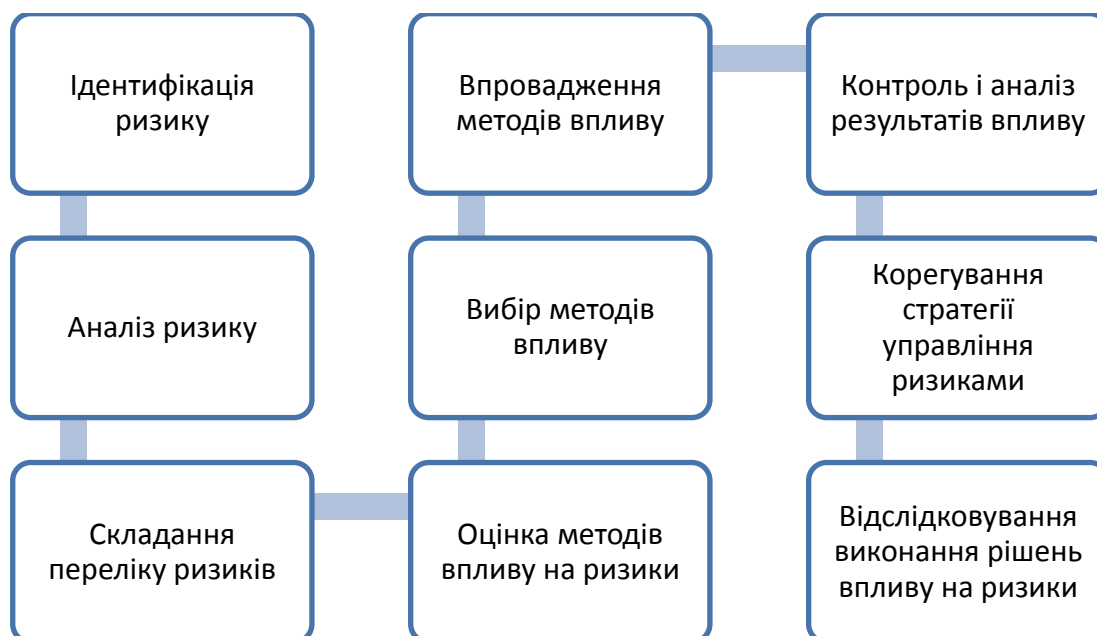 Ідентифікація
ризику
Аналіз ризику
Складання
переліку ризиків
Оцінка методів
впливу на ризики
Вибір методів
впливу
Впровадження
методів впливу
Контроль і аналіз
результатів впливу
Корегування
стратегії
управління
ризиками
Відслідковування
виконання рішень
впливу на ризики